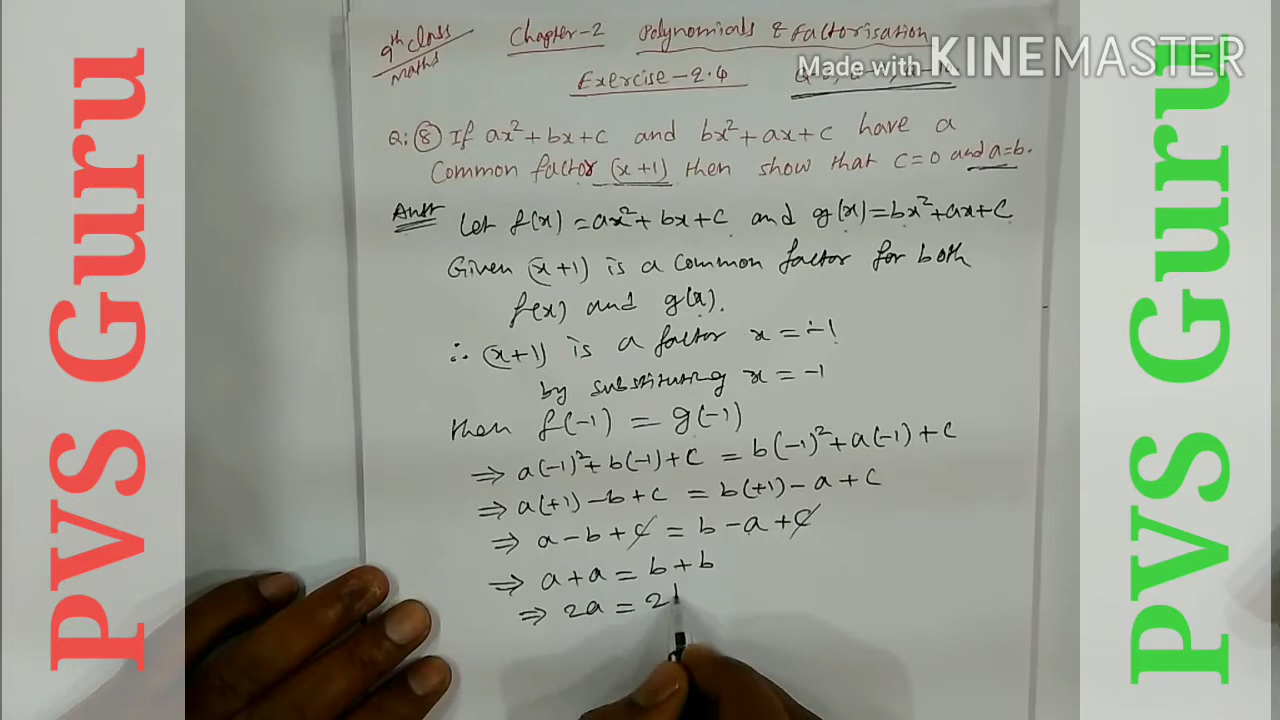 PVS Guru
Made with KINEMASTER
9th class
Maths
Chapter-2 Polynomials & Factorisation
Exercise-2.4
Q: ⑧ If ax² + bx + c and bx² + ax + c have a
Common factor (x+1) then show that c=0 and a=b.
Ans:
Let f(x) = ax² + bx + c and g(x) = bx² + ax + c
Given (x+1) is a common factor for both
f(x) and g(x).
∴ (x+1) is a factor x = -1
by substituting x = -1
then f(-1) = g(-1)
⇒ a(-1)² + b(-1) + c = b(-1)² + a(-1) + c
⇒ a(+1) - b + c = b(+1) - a + c
⇒ a - b + c = b - a + c
⇒ a + a = b + b
⇒ 2a = 2
PVS Guru